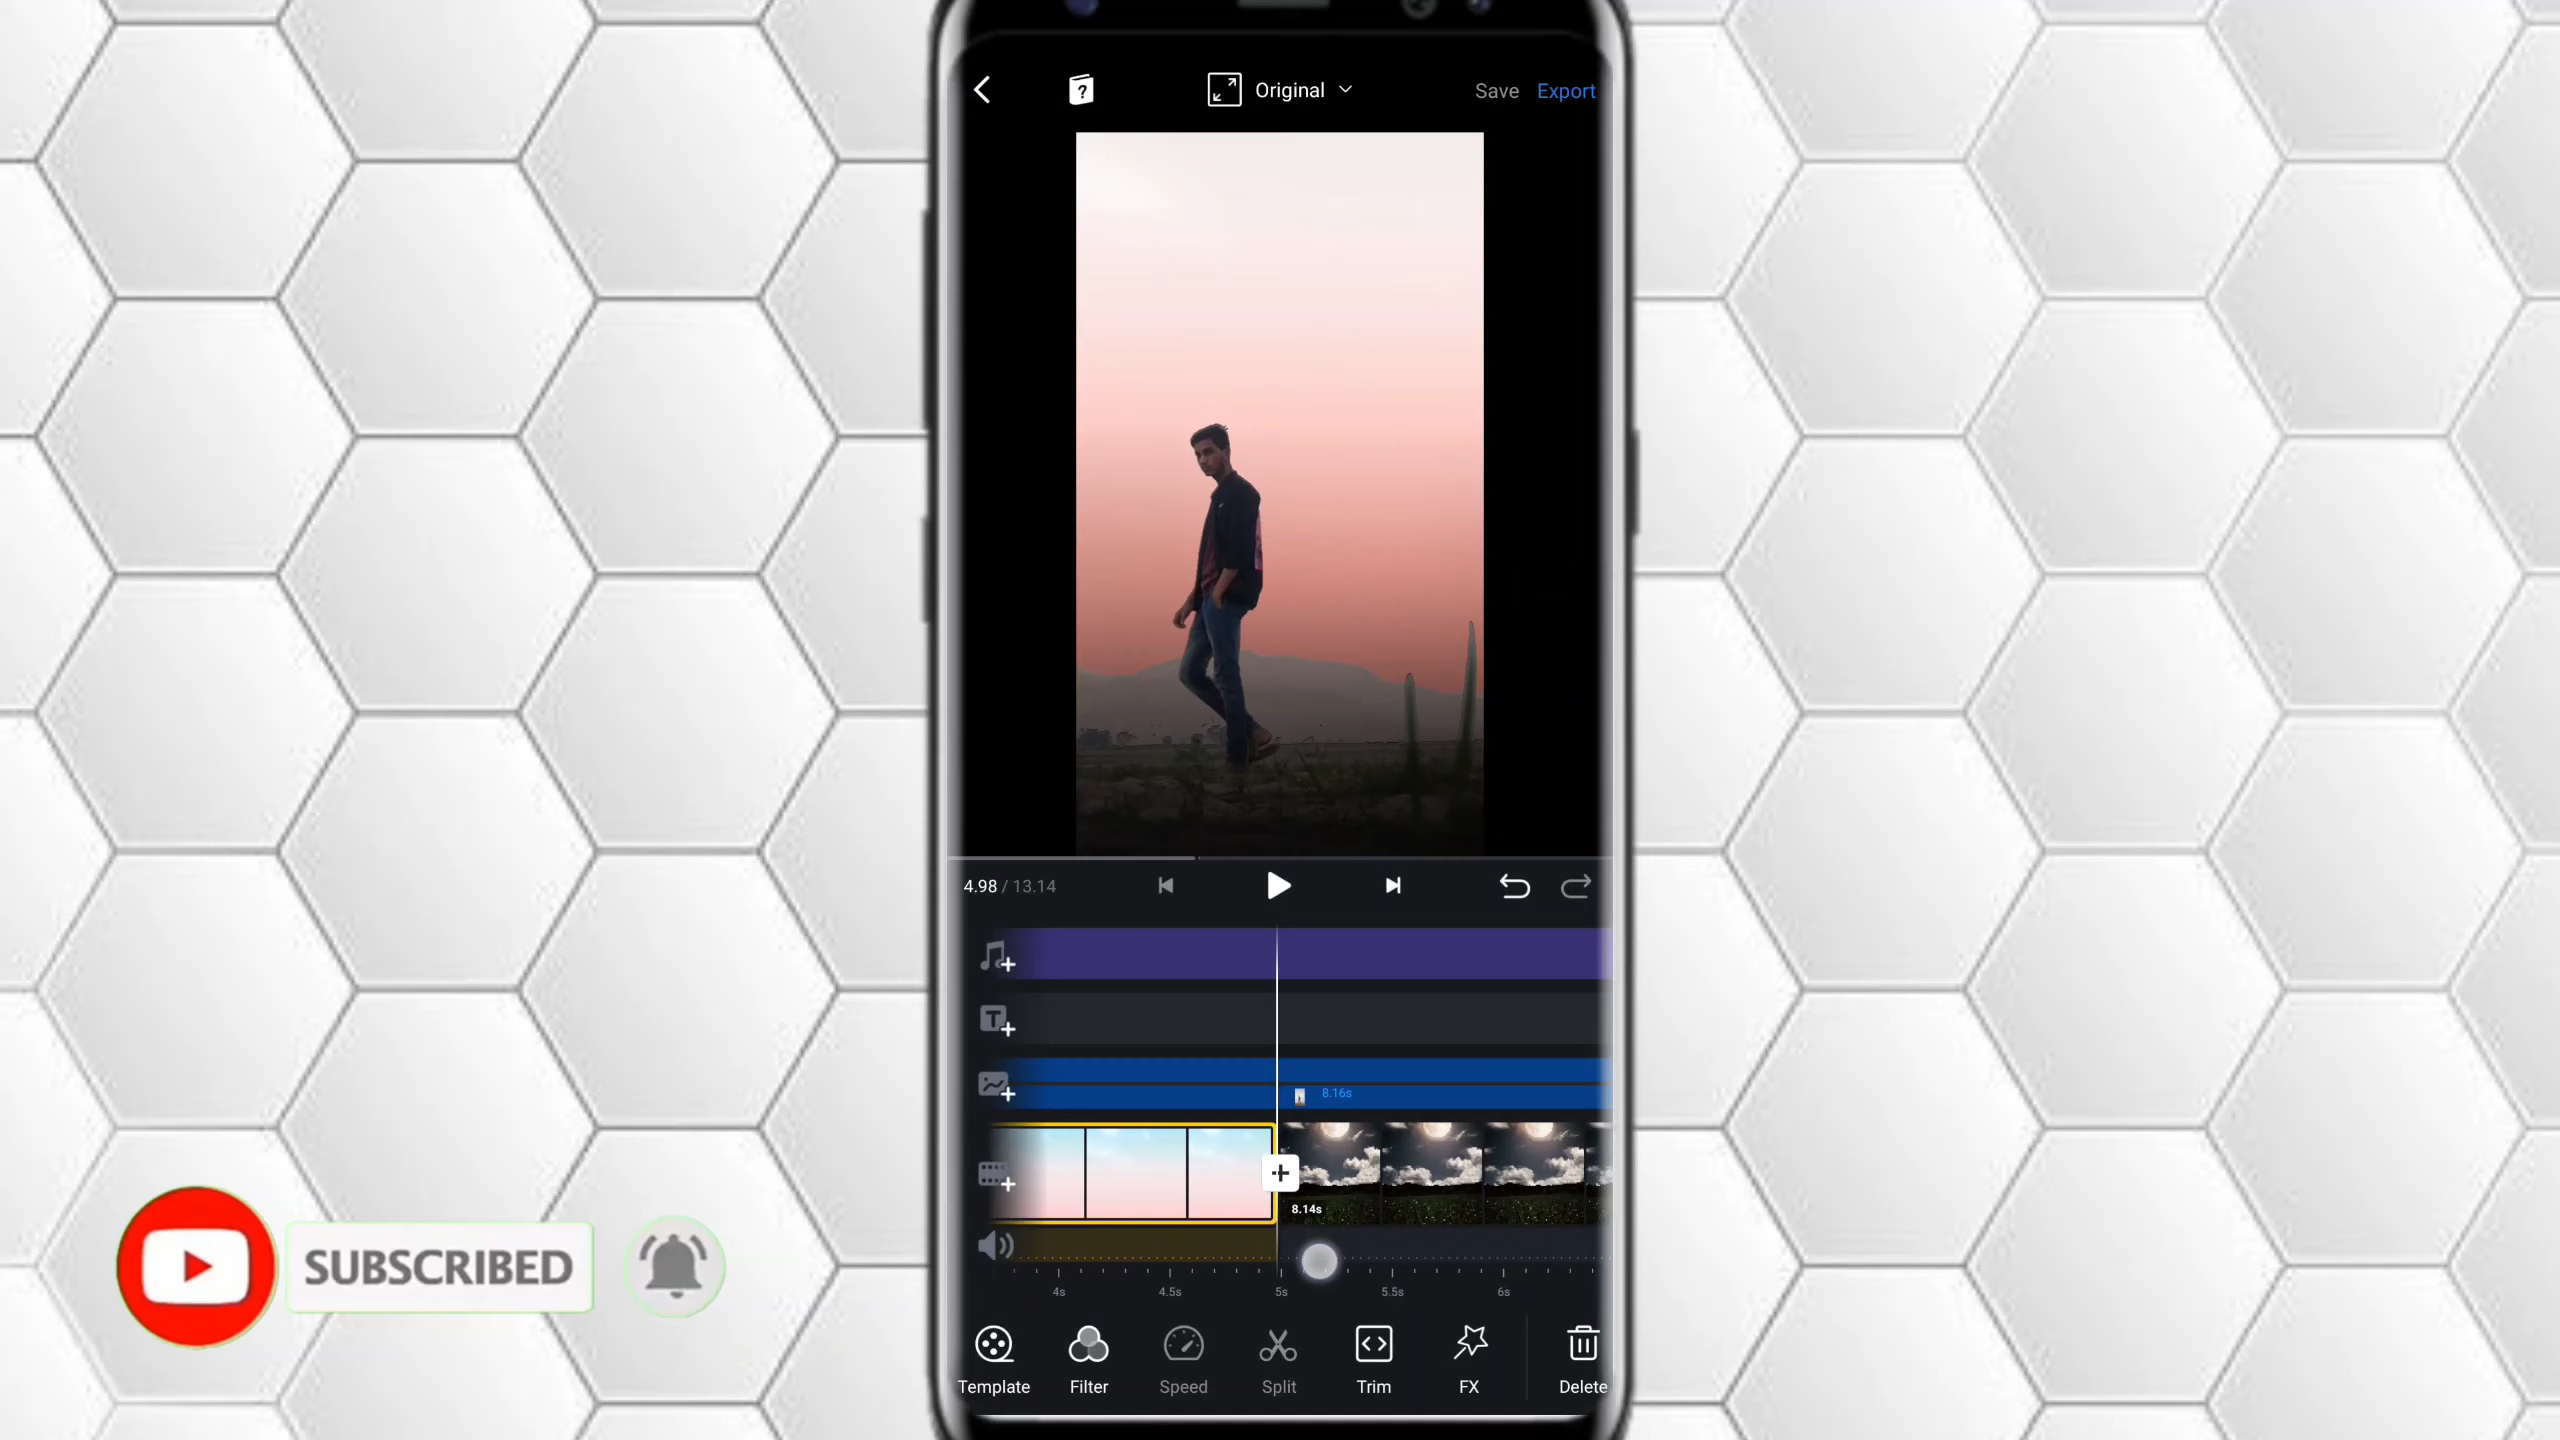 Original
Save Export
4.98 / 13.14
8.16s
8.14s
4s 4.5s 5s 5.5s 6s
Template Filter Speed Split Trim FX Delete
SUBSCRIBED